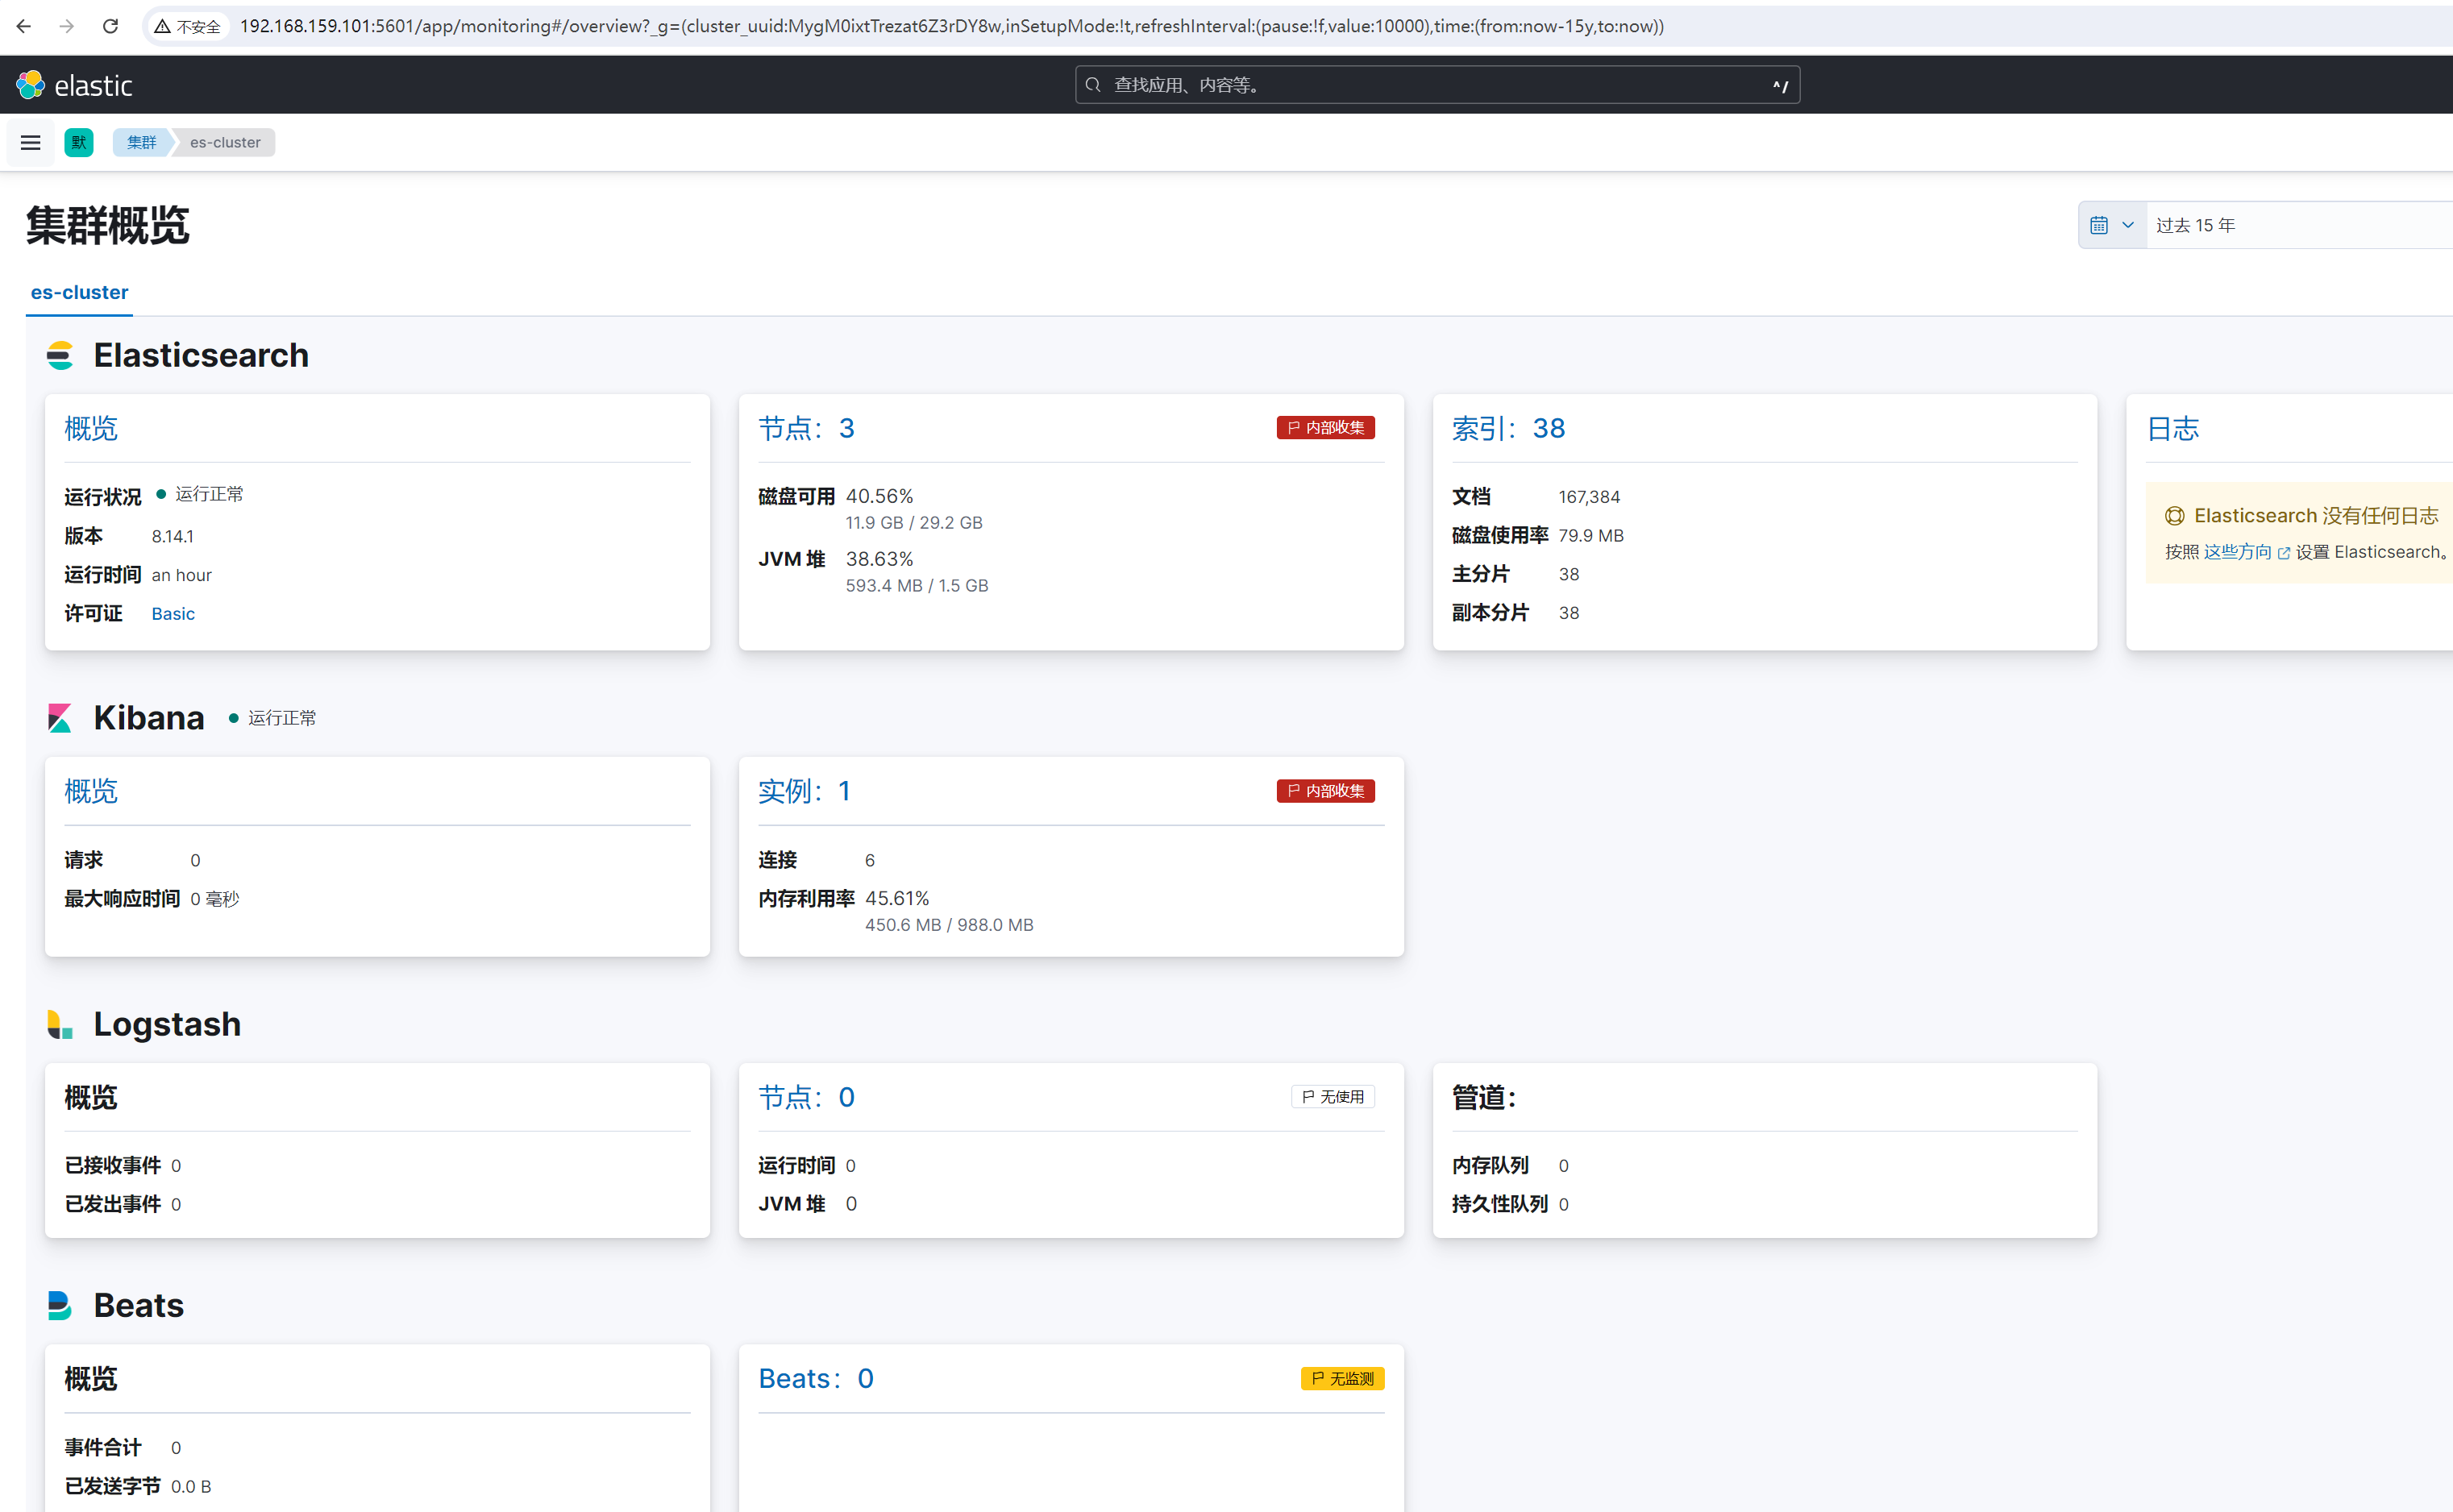 不安全 192.168.159.101:5601/app/monitoring#/overview?_g=(cluster_uuid:MygM0ixtTrezat6Z3rDY8w,inSetupMode:!t,refreshInterval:(pause:!f,value:10000),time:(from:now-15y,to:now))
elastic
查找应用、内容等。
^/
默 集群 es-cluster
集群概览
过去 15 年
es-cluster
Elasticsearch
概览
运行状况 运行正常
版本 8.14.1
运行时间 an hour
许可证 Basic
节点：3
内部收集
磁盘可用 40.56%
11.9 GB / 29.2 GB
JVM 堆 38.63%
593.4 MB / 1.5 GB
索引：38
文档 167,384
磁盘使用率 79.9 MB
主分片 38
副本分片 38
日志
Elasticsearch 没有任何日志
按照 这些方向 设置 Elasticsearch。
Kibana 运行正常
概览
请求 0
最大响应时间 0 毫秒
实例：1
内部收集
连接 6
内存利用率 45.61%
450.6 MB / 988.0 MB
Logstash
概览
已接收事件 0
已发出事件 0
节点：0
无使用
运行时间 0
JVM 堆 0
管道：
内存队列 0
持久性队列 0
Beats
概览
事件合计 0
已发送字节 0.0 B
Beats：0
无监测